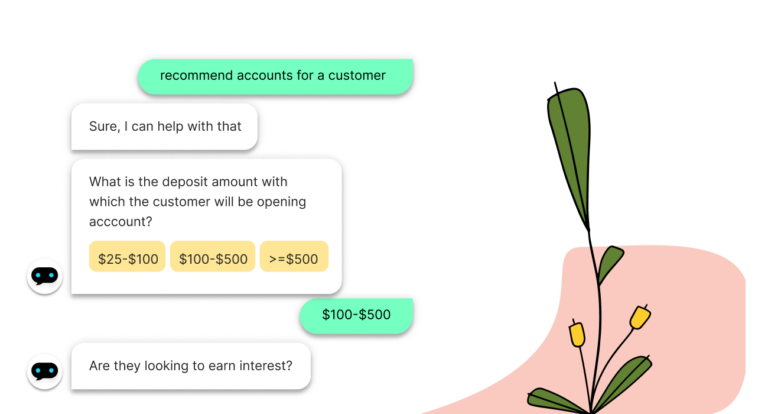 recommend accounts for a customer
Sure, I can help with that
What is the deposit amount with
which the customer will be opening
acccount?
$25-$100 $100-$500 >=$500
$100-$500
Are they looking to earn interest?